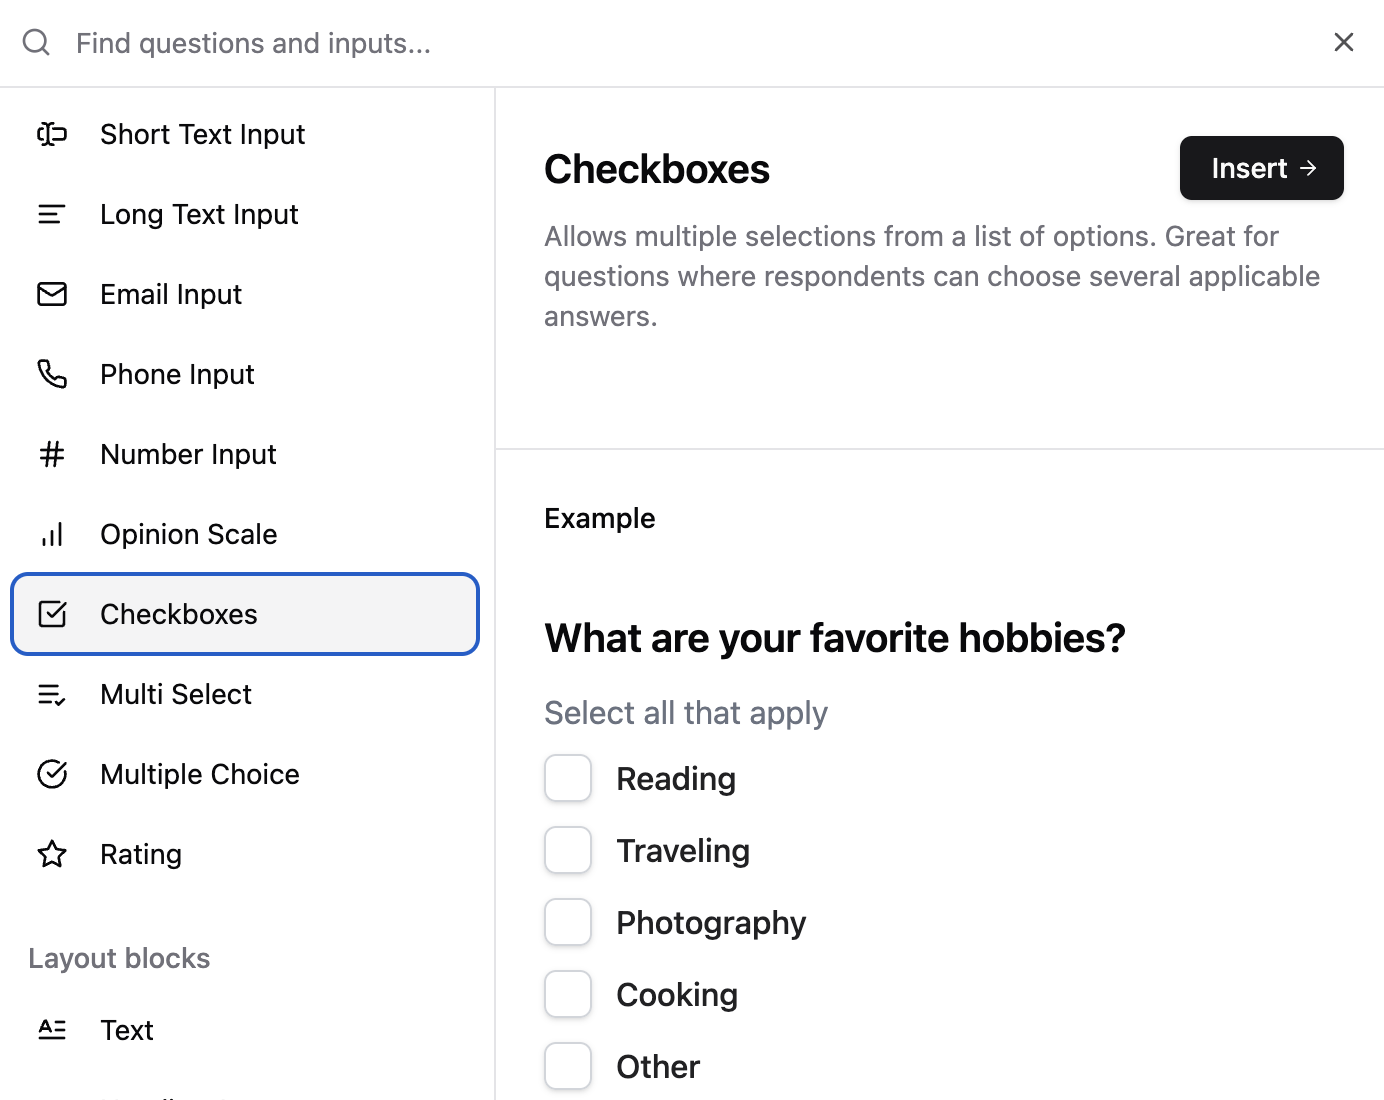 Find questions and inputs...
Short Text Input
Long Text Input
Email Input
Phone Input
Number Input
Opinion Scale
Checkboxes
Multi Select
Multiple Choice
Rating
Layout blocks
Text
Checkboxes
Insert →
Allows multiple selections from a list of options. Great for
questions where respondents can choose several applicable
answers.
Example
What are your favorite hobbies?
Select all that apply
Reading
Traveling
Photography
Cooking
Other